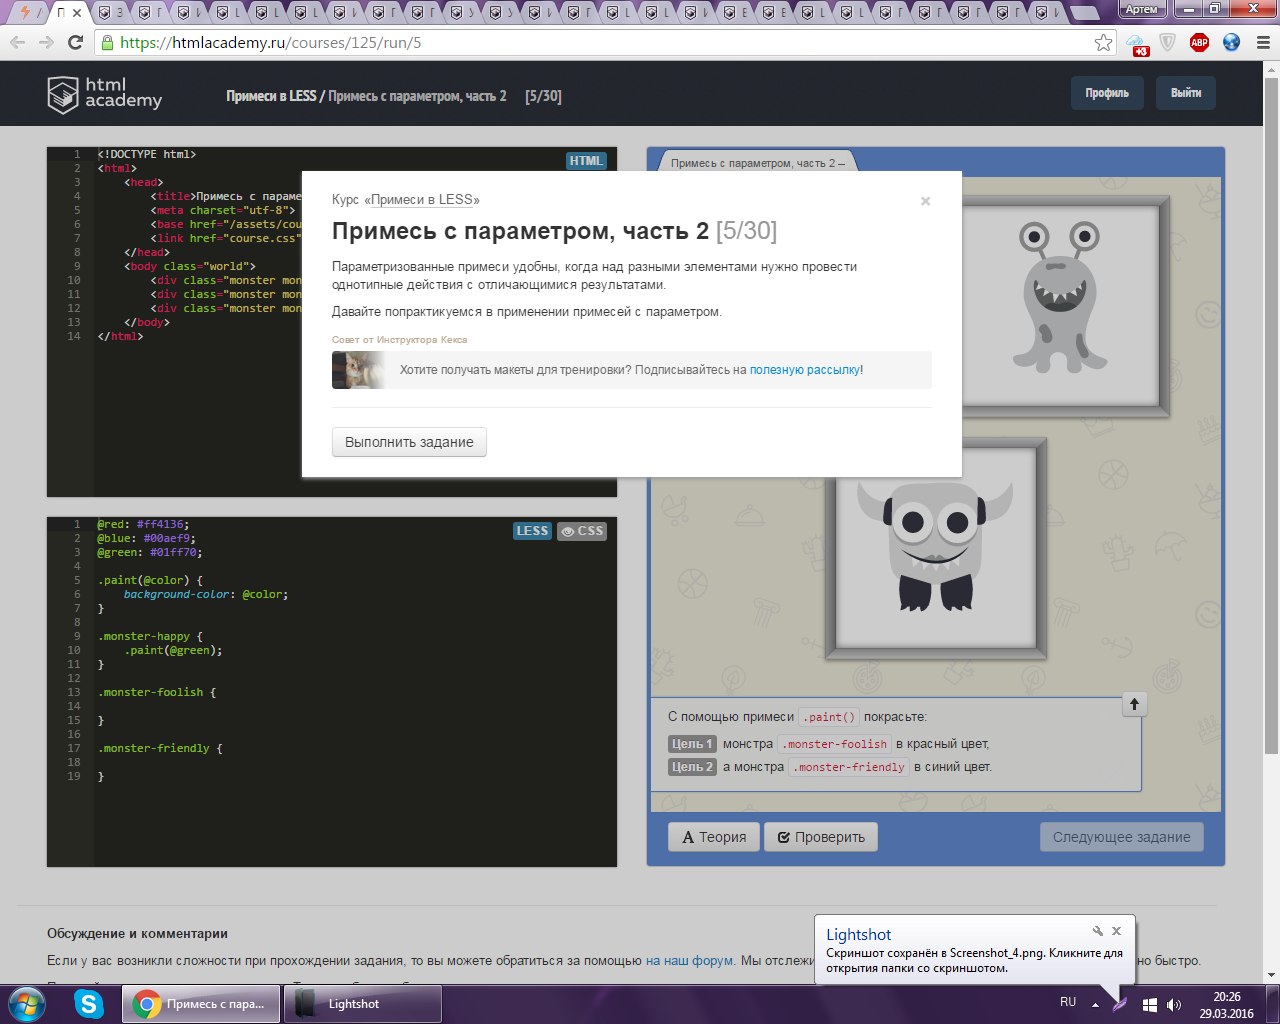 Артем
https://htmlacademy.ru/courses/125/run/5
+3
ABP
html
academy
Примеси в LESS / Примесь с параметром, часть 2 [5/30]
Профиль
Выйти
HTML
1 <!DOCTYPE html>
2 <html>
3 <head>
4 <title>Примесь с параме
5 <meta charset="utf-8">
6 <base href="/assets/cou
7 <link href="course.css"
8 </head>
9 <body class="world">
10 <div class="monster mon
11 <div class="monster mon
12 <div class="monster mon
13 </body>
14 </html>
Примесь с параметром, часть 2 —
Курс «Примеси в LESS»
Примесь с параметром, часть 2 [5/30]
Параметризованные примеси удобны, когда над разными элементами нужно провести
однотипные действия с отличающимися результатами.
Давайте попрактикуемся в применении примесей с параметром.
Совет от Инструктора Кекса
Хотите получать макеты для тренировки? Подписывайтесь на полезную рассылку!
Выполнить задание
LESS
CSS
1 @red: #ff4136;
2 @blue: #00aef9;
3 @green: #01ff70;
4
5 .paint(@color) {
6 background-color: @color;
7 }
8
9 .monster-happy {
10 .paint(@green);
11 }
12
13 .monster-foolish {
14
15 }
16
17 .monster-friendly {
18
19 }
С помощью примеси .paint() покрасьте:
Цель 1 монстра .monster-foolish в красный цвет,
Цель 2 а монстра .monster-friendly в синий цвет.
Теория
Проверить
Следующее задание
Обсуждение и комментарии
Если у вас возникли сложности при прохождении задания, то вы можете обратиться за помощью на наш форум. Мы отслежи
но быстро.
Lightshot
Скриншот сохранён в Screenshot_4.png. Кликните для
открытия папки со скриншотом.
Примесь с пара...
Lightshot
RU
20:26
29.03.2016